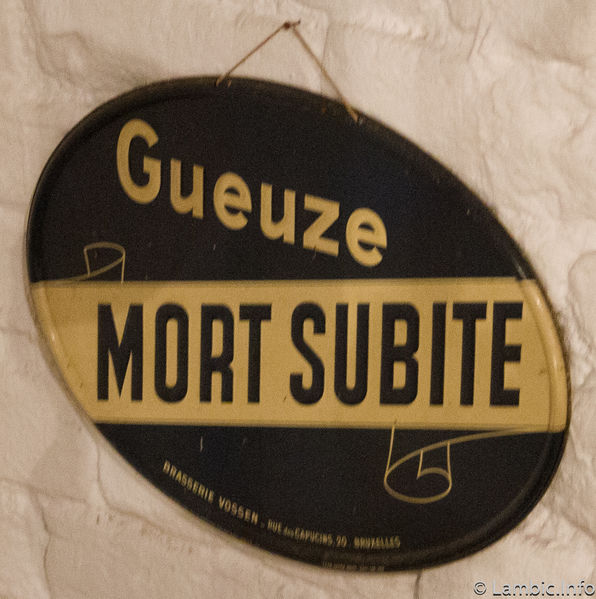 Gueuze
MORT SUBITE
BRASSERIE VOSSEN - RUE des CAPUCINS, 20, BRUXELLES
© Lambic.Info